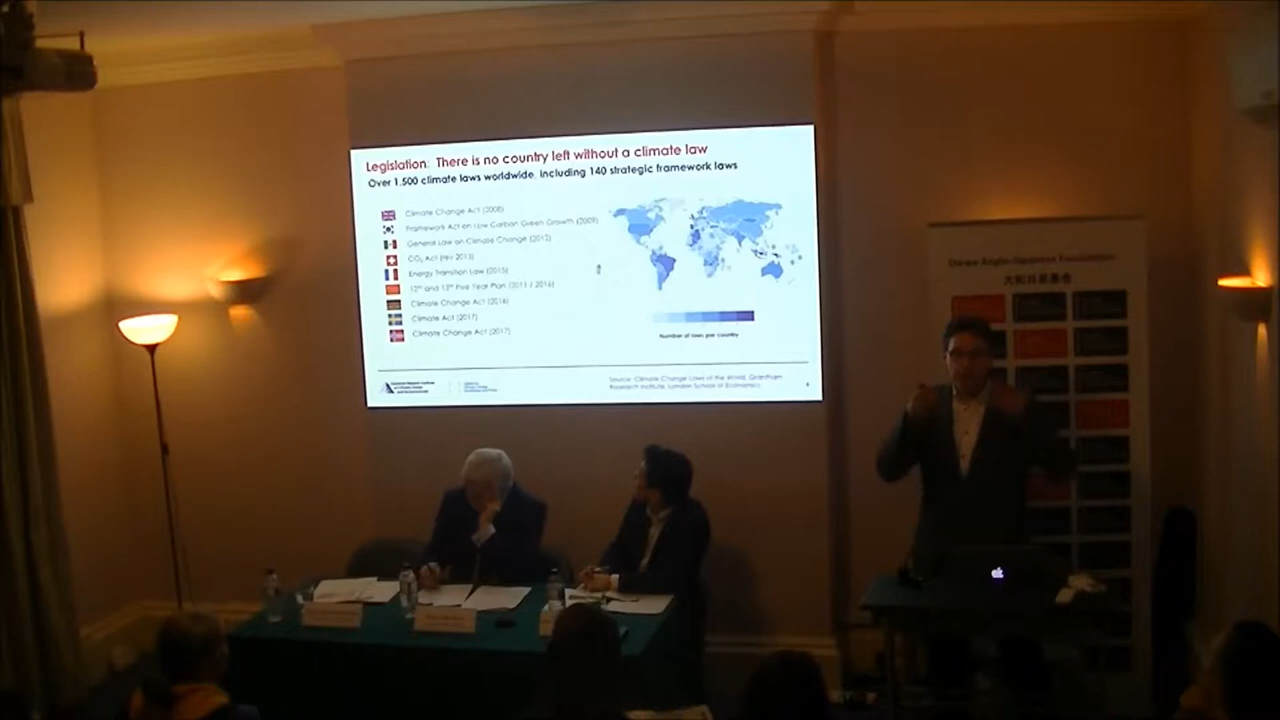 Legislation: There is no country left without a climate law
Over 1,500 climate laws worldwide, including 140 strategic framework laws
Climate Change Act (2008)
Framework Act on Low Carbon Green Growth (2009)
General Law on Climate Change (2012)
CO₂ Act (rev 2013)
Energy Transition Law (2015)
12th and 13th Five Year Plan (2011 / 2016)
Climate Change Act (2016)
Climate Act (2017)
Climate Change Act (2017)
Number of laws per country
Source: Climate Change Laws of the World, Grantham
Research Institute, London School of Economics
Daiwa Anglo-Japanese Foundation
大和日英基金